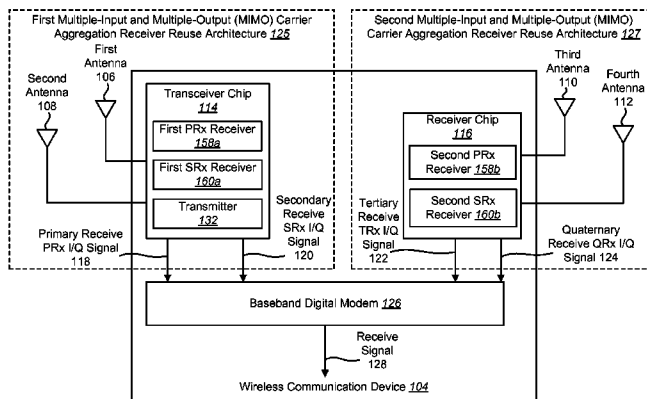 First Multiple-Input and Multiple-Output (MIMO) Carrier
Aggregation Receiver Reuse Architecture 125
Second Multiple-Input and Multiple-Output (MIMO)
Carrier Aggregation Receiver Reuse Architecture 127
First
Antenna
106
Second
Antenna
108
Transceiver Chip
114
First PRx Receiver
158a
First SRx Receiver
160a
Transmitter
132
Third
Antenna
110
Fourth
Antenna
112
Receiver Chip
116
Second PRx
Receiver 158b
Second SRx
Receiver 160b
Primary Receive
PRx I/Q Signal
118
Secondary
Receive
SRx I/Q
Signal
120
Tertiary
Receive
TRx I/Q
Signal
122
Quaternary
Receive QRx I/Q
Signal 124
Baseband Digital Modem 126
Receive
Signal
128
Wireless Communication Device 104